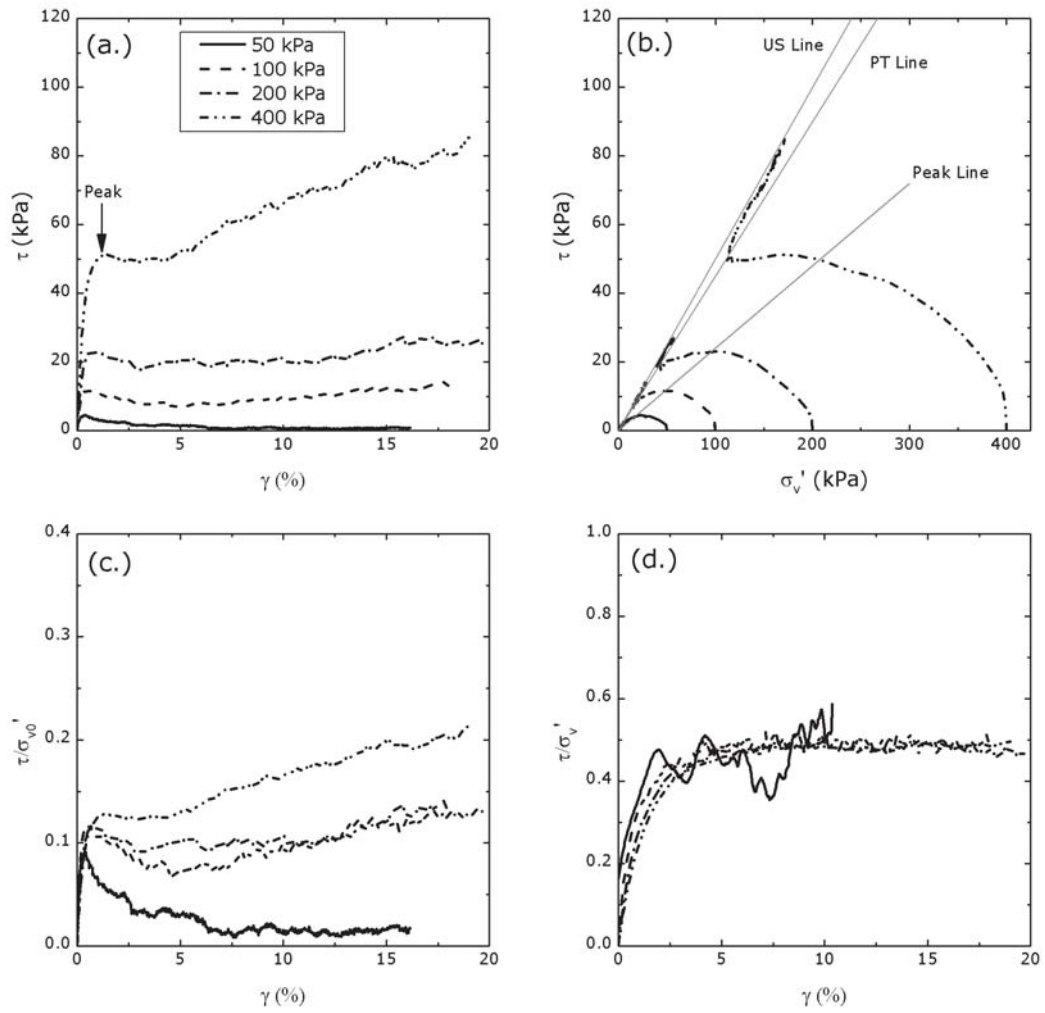 (a.)
50 kPa
100 kPa
200 kPa
400 kPa
Peak
120
100
80
60
40
20
0
τ (kPa)
0 5 10 15 20
γ (%)
(b.)
US Line
PT Line
Peak Line
120
100
80
60
40
20
0
τ (kPa)
0 100 200 300 400
σv' (kPa)
(c.)
0.4
0.3
0.2
0.1
0.0
τ/σv0'
0 5 10 15 20
γ (%)
(d.)
1.0
0.8
0.6
0.4
0.2
0.0
τ/σv'
0 5 10 15 20
γ (%)